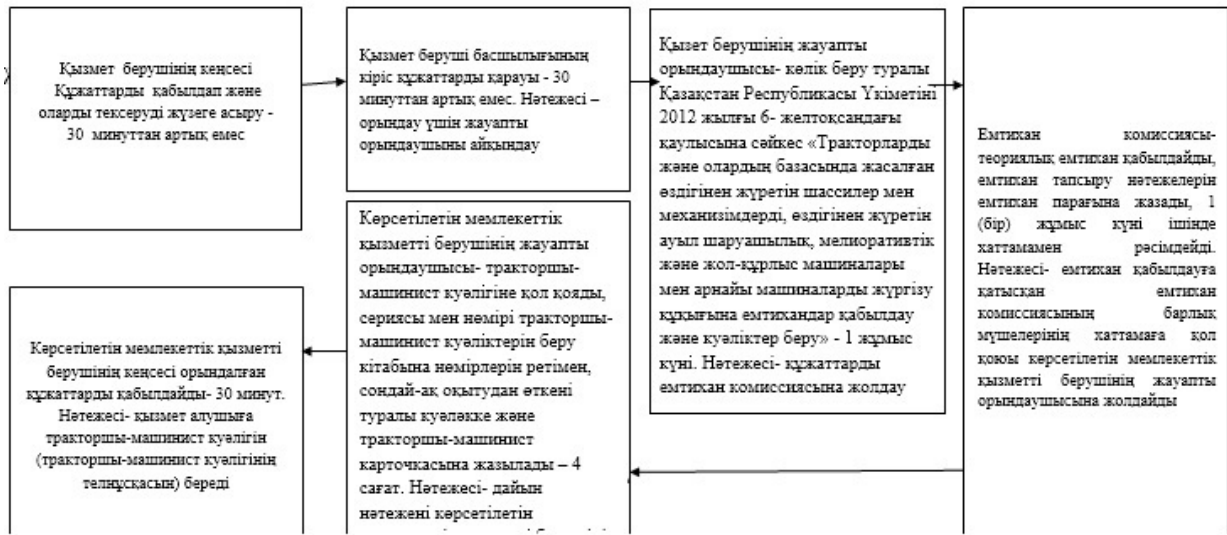 Қызмет берушінің кеңсесі
Құжаттарды қабылдап және
оларды тексеруді жүзеге асыру -
30 минуттан артық емес
Қызмет беруші басшылығының
кіріс құжаттарды қарауы - 30
минуттан артық емес. Нәтежесі –
орындау үшін жауапты
орындаушыны айқындау
Қызет берушінің жауапты
орындаушысы- көлік беру туралы
Қазақстан Республикасы Үкіметіні
2012 жылғы 6- желтоқсандағы
қаулысына сәйкес «Тракторларды
және олардың базасында жасалған
өздігінен жүретін шассилер мен
механизімдерді, өздігінен жүретін
ауыл шаруашылық, мелиоративтік
және жол-құрлыс машиналары
мен арнайы машиналарды жүргізу
құқығына емтихандар қабылдау
және куәліктер беру» - 1 жұмыс
күні. Нәтежесі- құжаттарды
емтихан комиссиясына жолдау
Емтихан комиссиясы-
теориялық емтихан қабылдайды,
емтихан тапсыру нәтежелерін
емтихан парағына жазады, 1
(бір) жұмыс күні ішінде
хаттамамен рәсімдейді.
Нәтежесі- емтихан қабылдауға
қатысқан емтихан
комиссиясының барлық
мүшелерінің хаттамаға қол
қоюы көрсетілетін мемлекеттік
қызметті берушінің жауапты
орындаушысына жолдайды
Көрсетілетін мемлекеттік
қызметті берушінің жауапты
орындаушысы- тракторшы-
машинист куәлігіне қол қояды,
сериясы мен нөмірі тракторшы-
машинист куәліктерін беру
кітабына нөмірлерін ретімен,
сондай-ақ оқытудан өткені
туралы куәлөкке және
тракторшы-машинист
карточкасына жазылады – 4
сағат. Нәтежесі- дайын
нәтежені көрсетілетін
Көрсетілетін мемлекеттік қызметті
берушінің кеңсесі орындалған
құжаттарды қабылдайды- 30 минут.
Нәтежесі- қызмет алушыға
тракторшы-машинист куәлігін
(тракторшы-машинист куәлігінің
телнұсқасын) береді